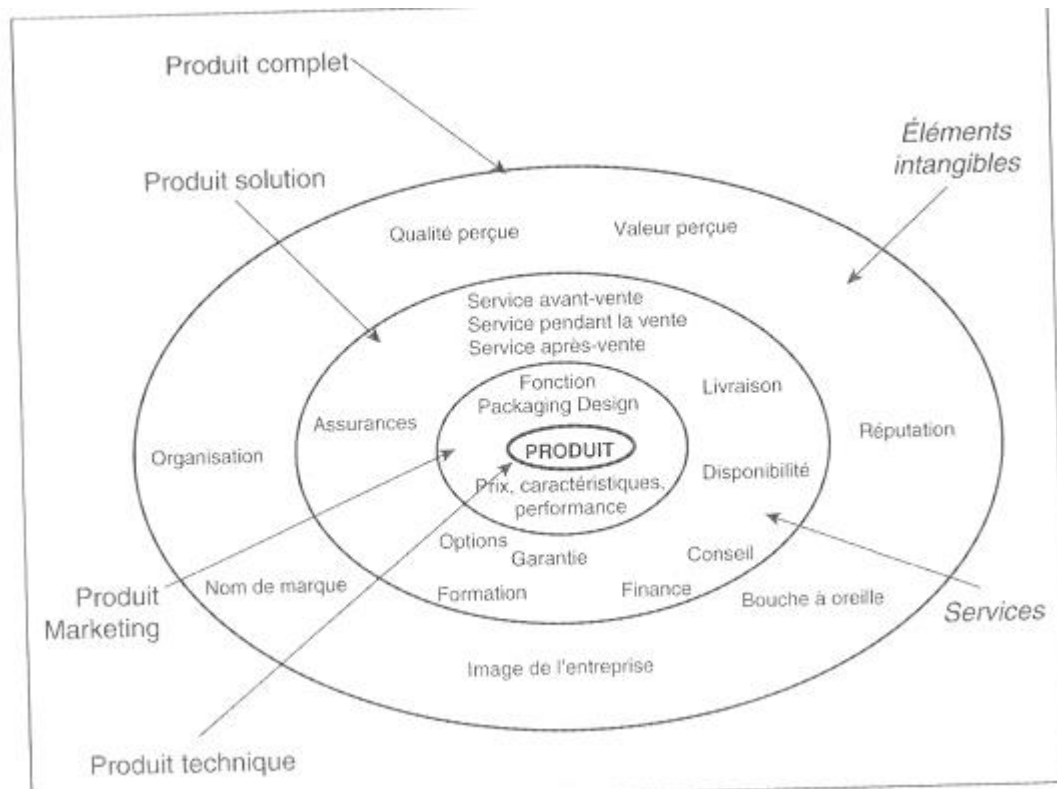 Produit complet
Éléments
intangibles
Produit solution
Qualité perçue
Valeur perçue
Service avant-vente
Service pendant la vente
Service après-vente
Fonction
Packaging Design
Livraison
Assurances
Réputation
Organisation
PRODUIT
Disponibilité
Prix, caractéristiques,
performance
Options
Garantie
Conseil
Nom de marque
Formation
Finance
Bouche à oreille
Produit
Marketing
Services
Image de l'entreprise
Produit technique